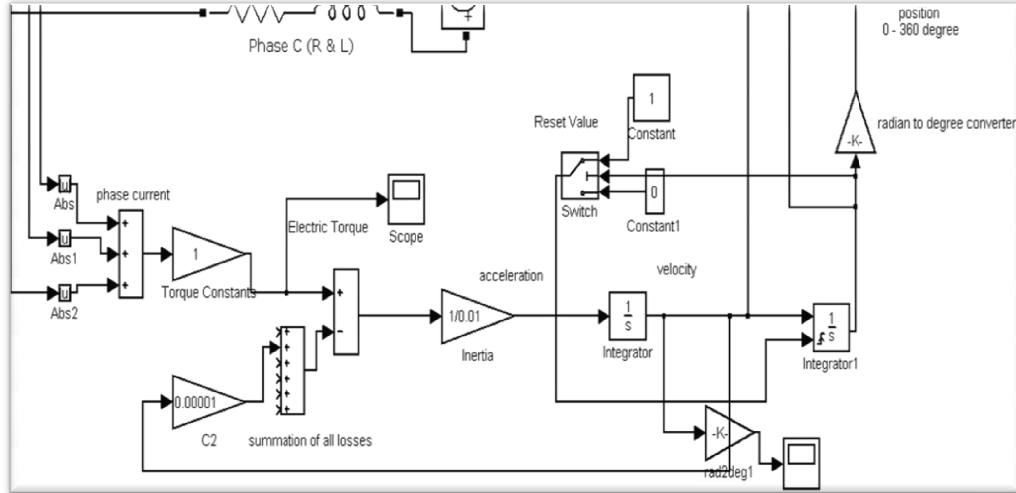 position
0 - 360 degree
Phase C (R & L)
1
Reset Value
Constant
radian to degree converter
-K-
u
Abs
phase current
Switch
0
Constant1
Electric Torque
Scope
u
Abs1
+
+
+
1
Torque Constants
u
Abs2
acceleration
velocity
+
-
1/0.01
Inertia
1
s
Integrator
1
s
Integrator1
+
+
+
+
+
+
0.00001
C2
summation of all losses
-K-
rad2deg1